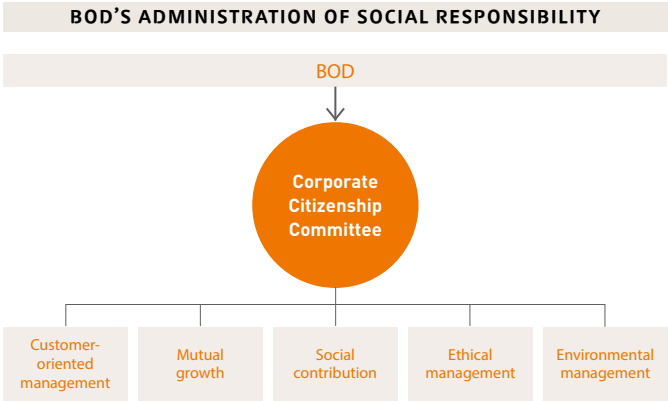 BOD'S ADMINISTRATION OF SOCIAL RESPONSIBILITY
BOD
Corporate
Citizenship
Committee
Customer-
oriented
management
Mutual
growth
Social
contribution
Ethical
management
Environmental
management